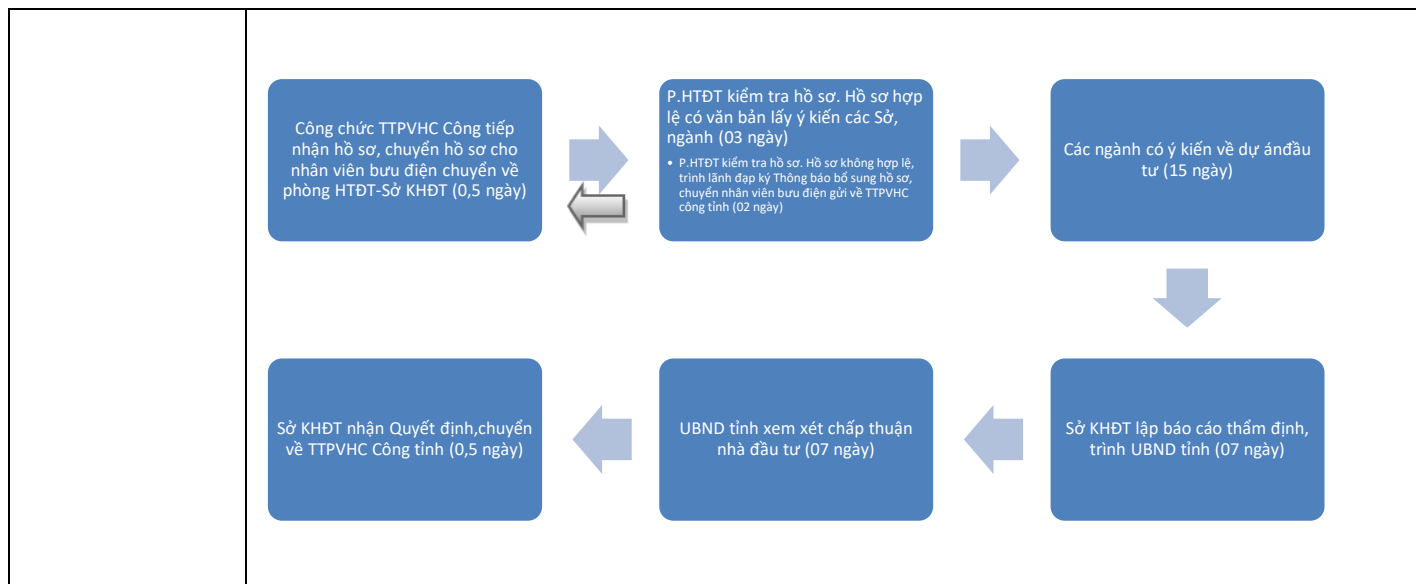 Công chức TTPVHC Công tiếp
nhận hồ sơ, chuyển hồ sơ cho
nhân viên bưu điện chuyển về
phòng HTĐT-Sở KHĐT (0,5 ngày)
P.HTĐT kiểm tra hồ sơ. Hồ sơ hợp
lệ có văn bản lấy ý kiến các Sở,
ngành (03 ngày)
• P.HTĐT kiểm tra hồ sơ. Hồ sơ không hợp lệ,
trình lãnh đạp ký Thông báo bổ sung hồ sơ,
chuyển nhân viên bưu điện gửi về TTPVHC
công tỉnh (02 ngày)
Các ngành có ý kiến về dự ánđầu
tư (15 ngày)
Sở KHĐT nhận Quyết định,chuyển
về TTPVHC Công tỉnh (0,5 ngày)
UBND tỉnh xem xét chấp thuận
nhà đầu tư (07 ngày)
Sở KHĐT lập báo cáo thẩm định,
trình UBND tỉnh (07 ngày)